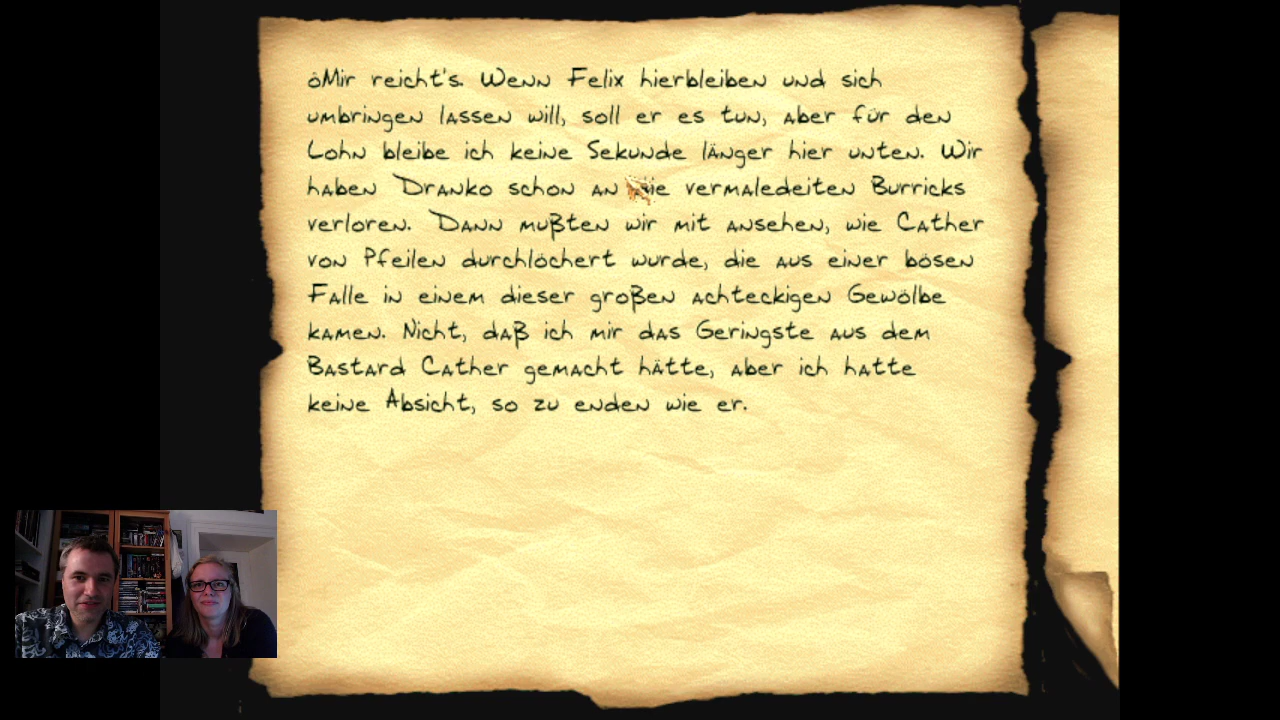 öMir reicht's. Wenn Felix hierbleiben und sich
umbringen lassen will, soll er es tun, aber für den
Lohn bleibe ich keine Sekunde länger hier unten. Wir
haben Dranko schon an die vermaledeiten Burricks
verloren. Dann mußten wir mit ansehen, wie Cather
von Pfeilen durchlöchert wurde, die aus einer bösen
Falle in einem dieser großen achteckigen Gewölbe
kamen. Nicht, daß ich mir das Geringste aus dem
Bastard Cather gemacht hätte, aber ich hatte
keine Absicht, so zu enden wie er.